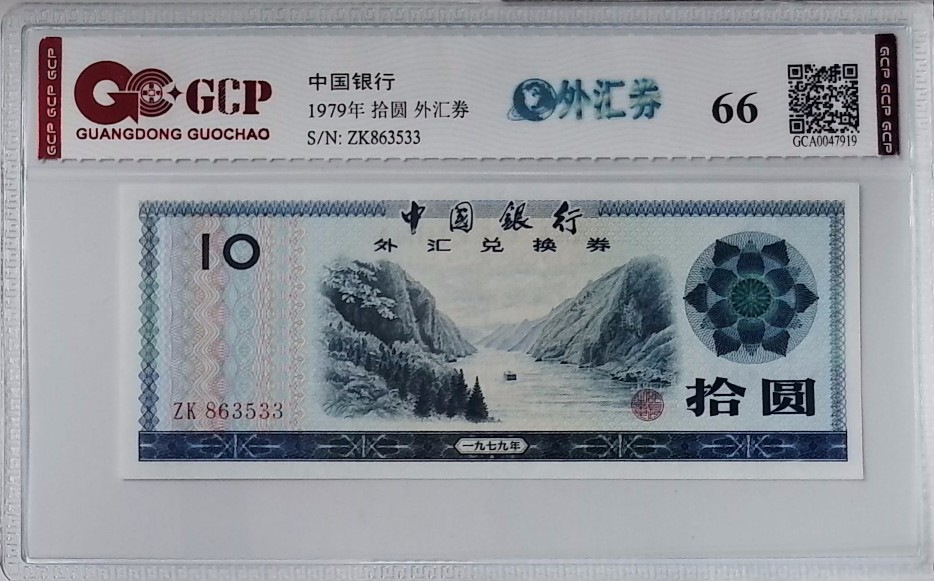 GCP GCP GCP
GCP
GUANGDONG GUOCHAO
中国银行
1979年 拾圆 外汇券
S/N: ZK863533
外汇券
66
GCA0047919
GCP GCP GCP
中国銀行
外汇兑换券
10
ZK 863533
拾圆
一九七九年